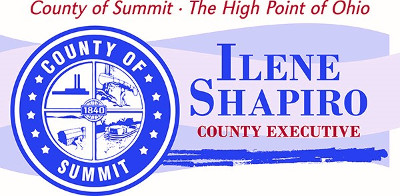 County of Summit · The High Point of Ohio
COUNTY OF
1840
SUMMIT
ILENE
SHAPIRO
COUNTY EXECUTIVE